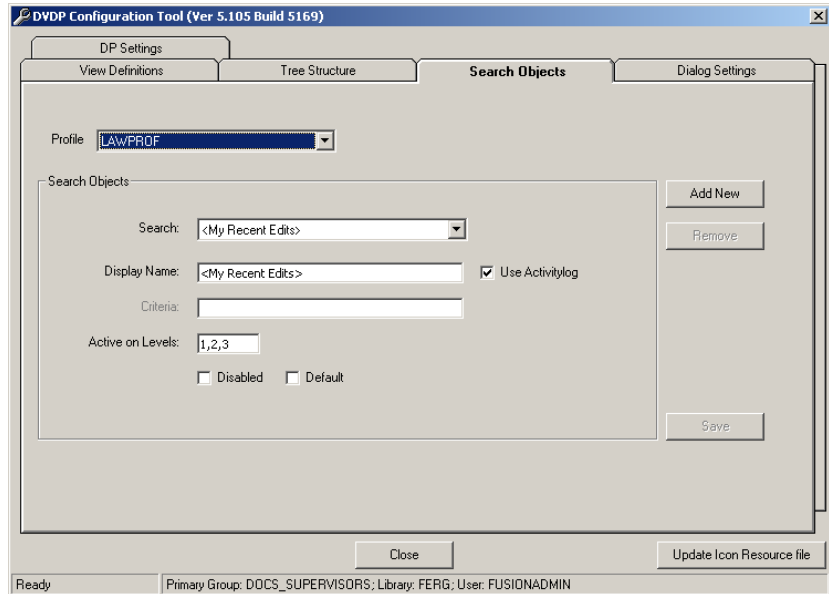 DVDP Configuration Tool (Ver 5.105 Build 5169)
DP Settings
View Definitions Tree Structure Search Objects Dialog Settings
Profile LAWPROF
Search Objects
Add New
Search: <My Recent Edits>
Remove
Display Name: <My Recent Edits> Use Activitylog
Criteria:
Active on Levels: 1,2,3
Disabled Default
Save
Close Update Icon Resource file
Ready Primary Group: DOCS_SUPERVISORS; Library: FERG; User: FUSIONADMIN